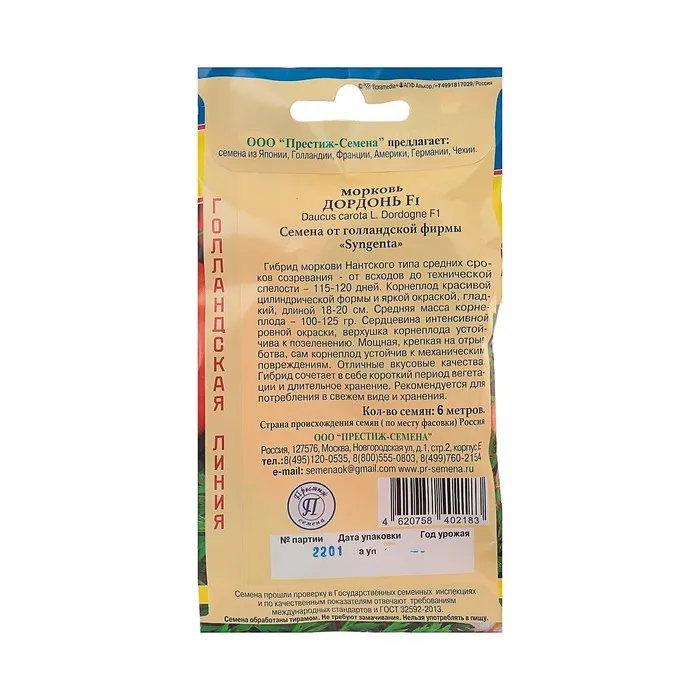 © floramedia+ АПФ Алькор/+74991817029/Россия
ООО "Престиж-Семена" предлагает:
семена из Японии, Голландии, Франции, Америки, Германии, Чехии.
ГОЛЛАНДСКАЯ ЛИНИЯ
морковь
ДОРДОНЬ F1
Daucus carota L. Dordogne F1
Семена от голландской фирмы
«Syngenta»
Гибрид моркови Нантского типа средних сро-
ков созревания - от всходов до технической
спелости – 115-120 дней. Корнеплод красивой
цилиндрической формы и яркой окраской, глад-
кий, длиной 18-20 см. Средняя масса корне-
плода – 100-125 гр. Сердцевина интенсивной
ровной окраски, верхушка корнеплода устой-
чива к позеленению. Мощная, крепкая на отры
ботва, сам корнеплод устойчив к механическим
повреждениям. Отличные вкусовые качества.
Гибрид сочетает в себе короткий период вегета-
ции и длительное хранение. Рекомендуется для
потребления в свежем виде и хранения.
Кол-во семян: 6 метров.
Страна происхождения семян ( по месту фасовки) Россия
ООО "ПРЕСТИЖ-СЕМЕНА"
Россия, 127576, Москва, Новгородская ул, д.1, стр.2, корпус Е
тел.:8(495)120-0535, 8(800)555-0803, 8(499)760-2154
e-mail: semenaok@gmail.com www.pr-semena.ru
Престиж
П
семена
4 620758 402183
№ партии Дата упаковки Год урожая
2201 а уп
Семена прошли проверку в Государственных семенных инспекциях
и по качественным показателям отвечают требованиям
международных стандартов и ГОСТ 32592-2013.
Семена обработаны тирамом. Не требуют замачивания. Нельзя употреблять в пищу.